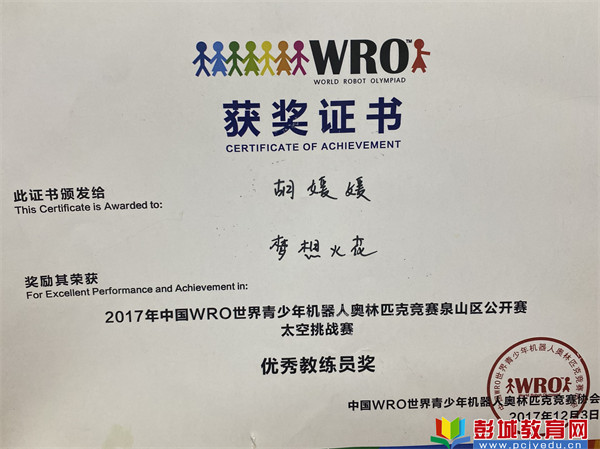 WRO™
WORLD ROBOT OLYMPIAD
获奖证书
CERTIFICATE OF ACHIEVEMENT
此证书颁发给
This Certificate is Awarded to:
胡媛媛
梦想火花
奖励其荣获
For Excellent Performance and Achievement in:
2017年中国WRO世界青少年机器人奥林匹克竞赛泉山区公开赛
太空挑战赛
优秀教练员奖
中国WRO世界青少年机器人奥林匹克竞赛协会
2017年12月3日
WRO
彭城教育网
www.pcjyedu.cn